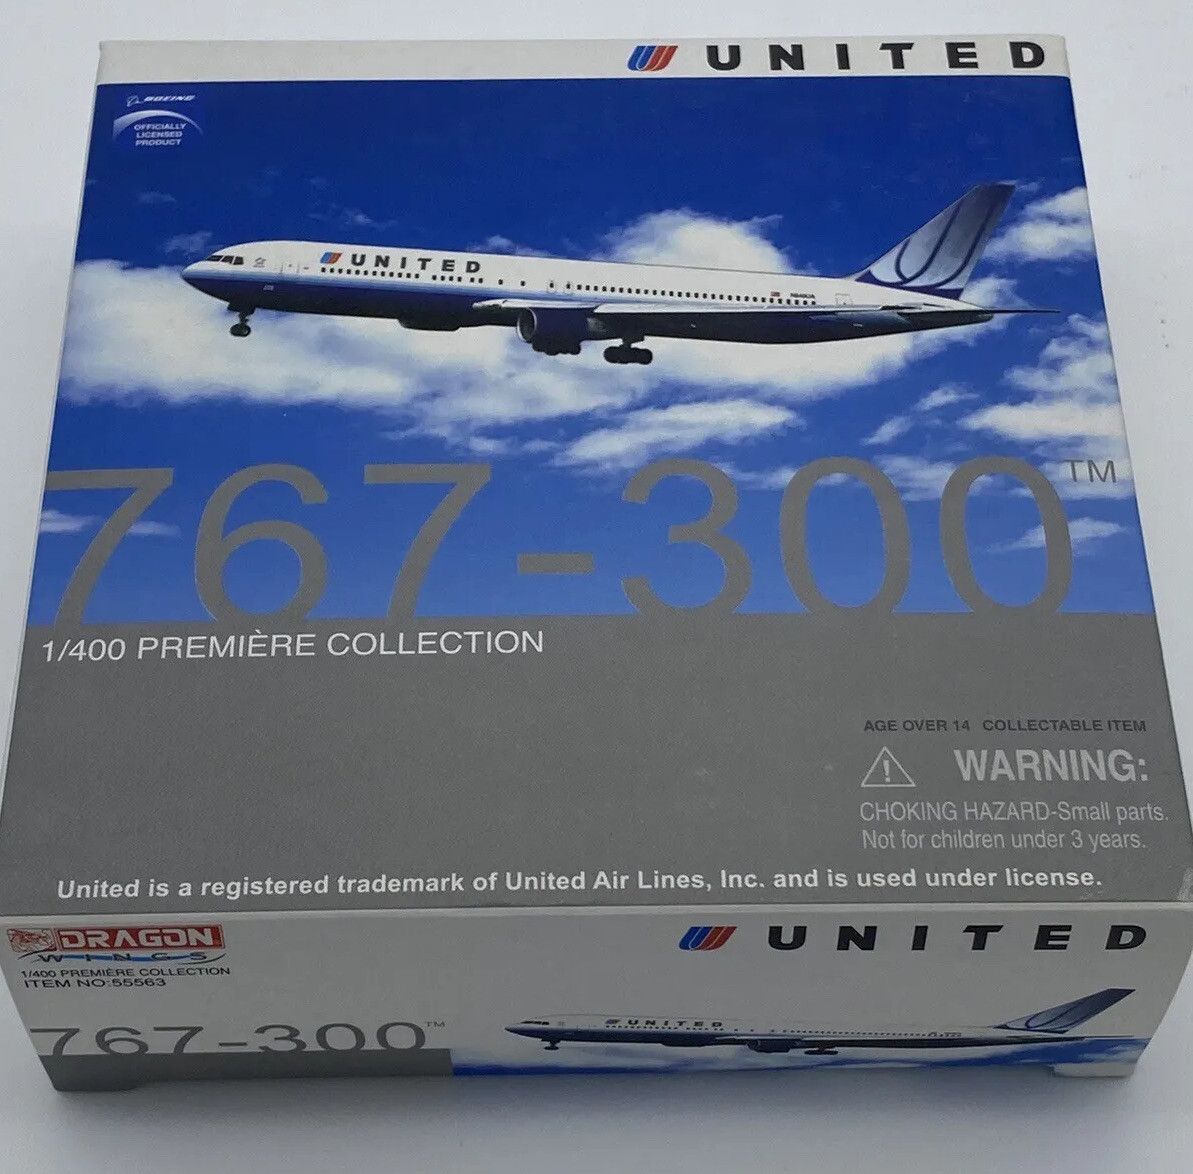 UNITED
BOEING
OFFICIALLY
LICENSED
PRODUCT
UNITED
767-300™
1/400 PREMIÈRE COLLECTION
AGE OVER 14 COLLECTABLE ITEM
WARNING:
CHOKING HAZARD-Small parts.
Not for children under 3 years.
United is a registered trademark of United Air Lines, Inc. and is used under license.
DRAGON
WINGS
1/400 PREMIÈRE COLLECTION
ITEM NO:55563
767-300™
UNITED
UNITED